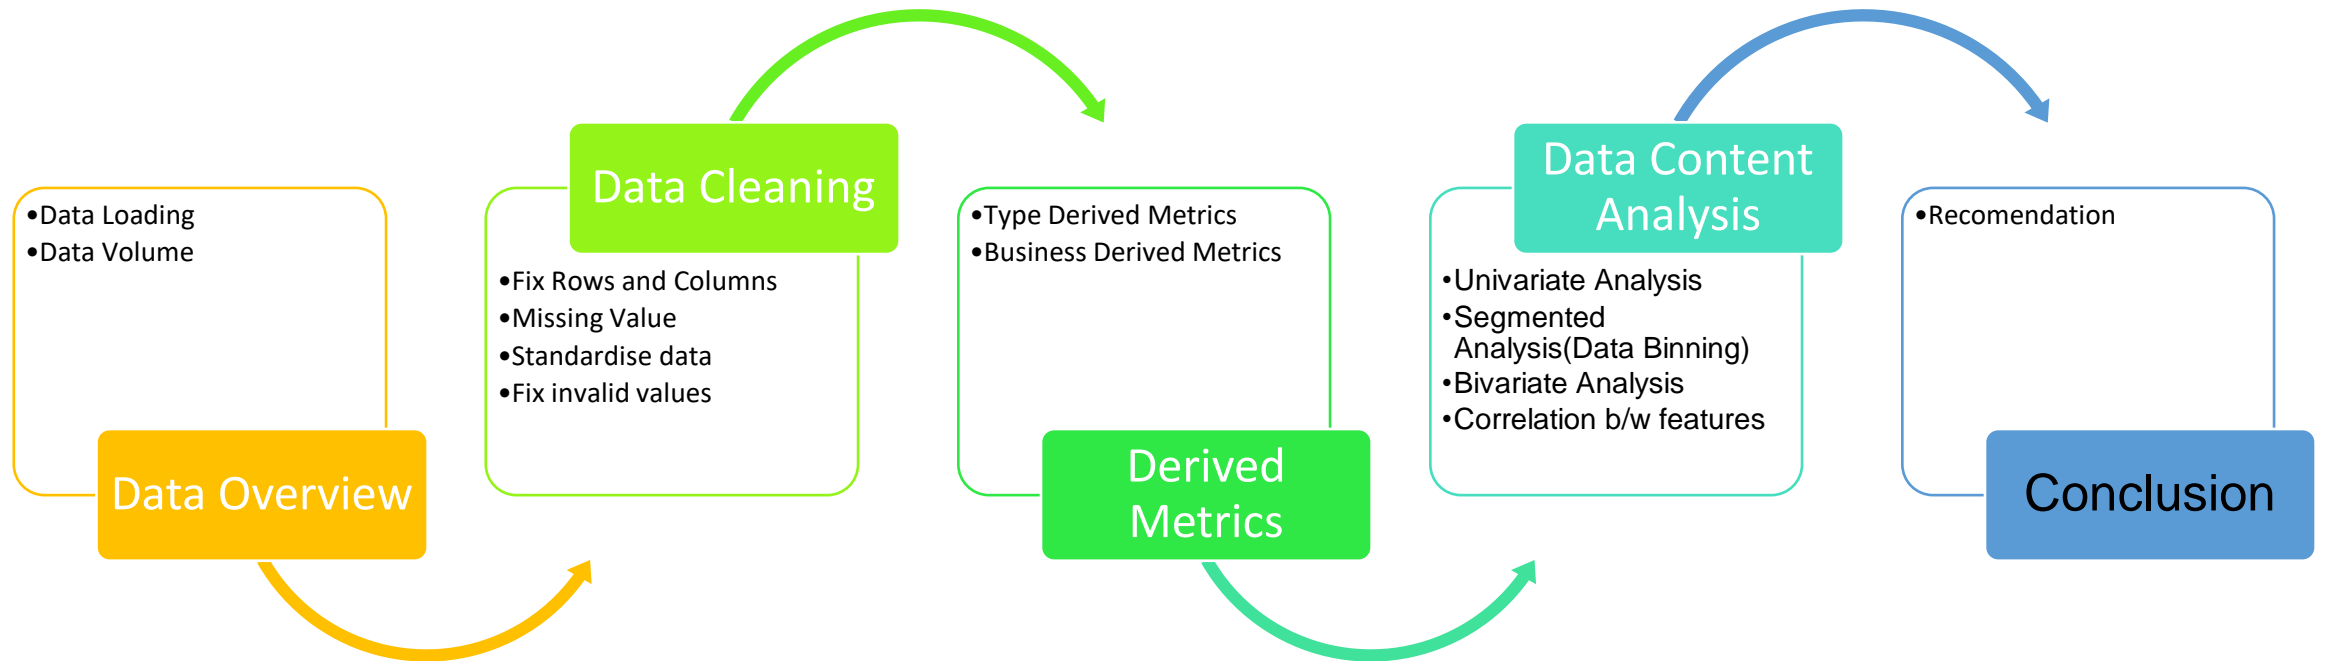 •Data Loading
•Data Volume
Data Overview
Data Cleaning
•Fix Rows and Columns
•Missing Value
•Standardise data
•Fix invalid values
•Type Derived Metrics
•Business Derived Metrics
Derived
Metrics
Data Content
Analysis
•Univariate Analysis
•Segmented
Analysis(Data Binning)
•Bivariate Analysis
•Correlation b/w features
•Recomendation
Conclusion